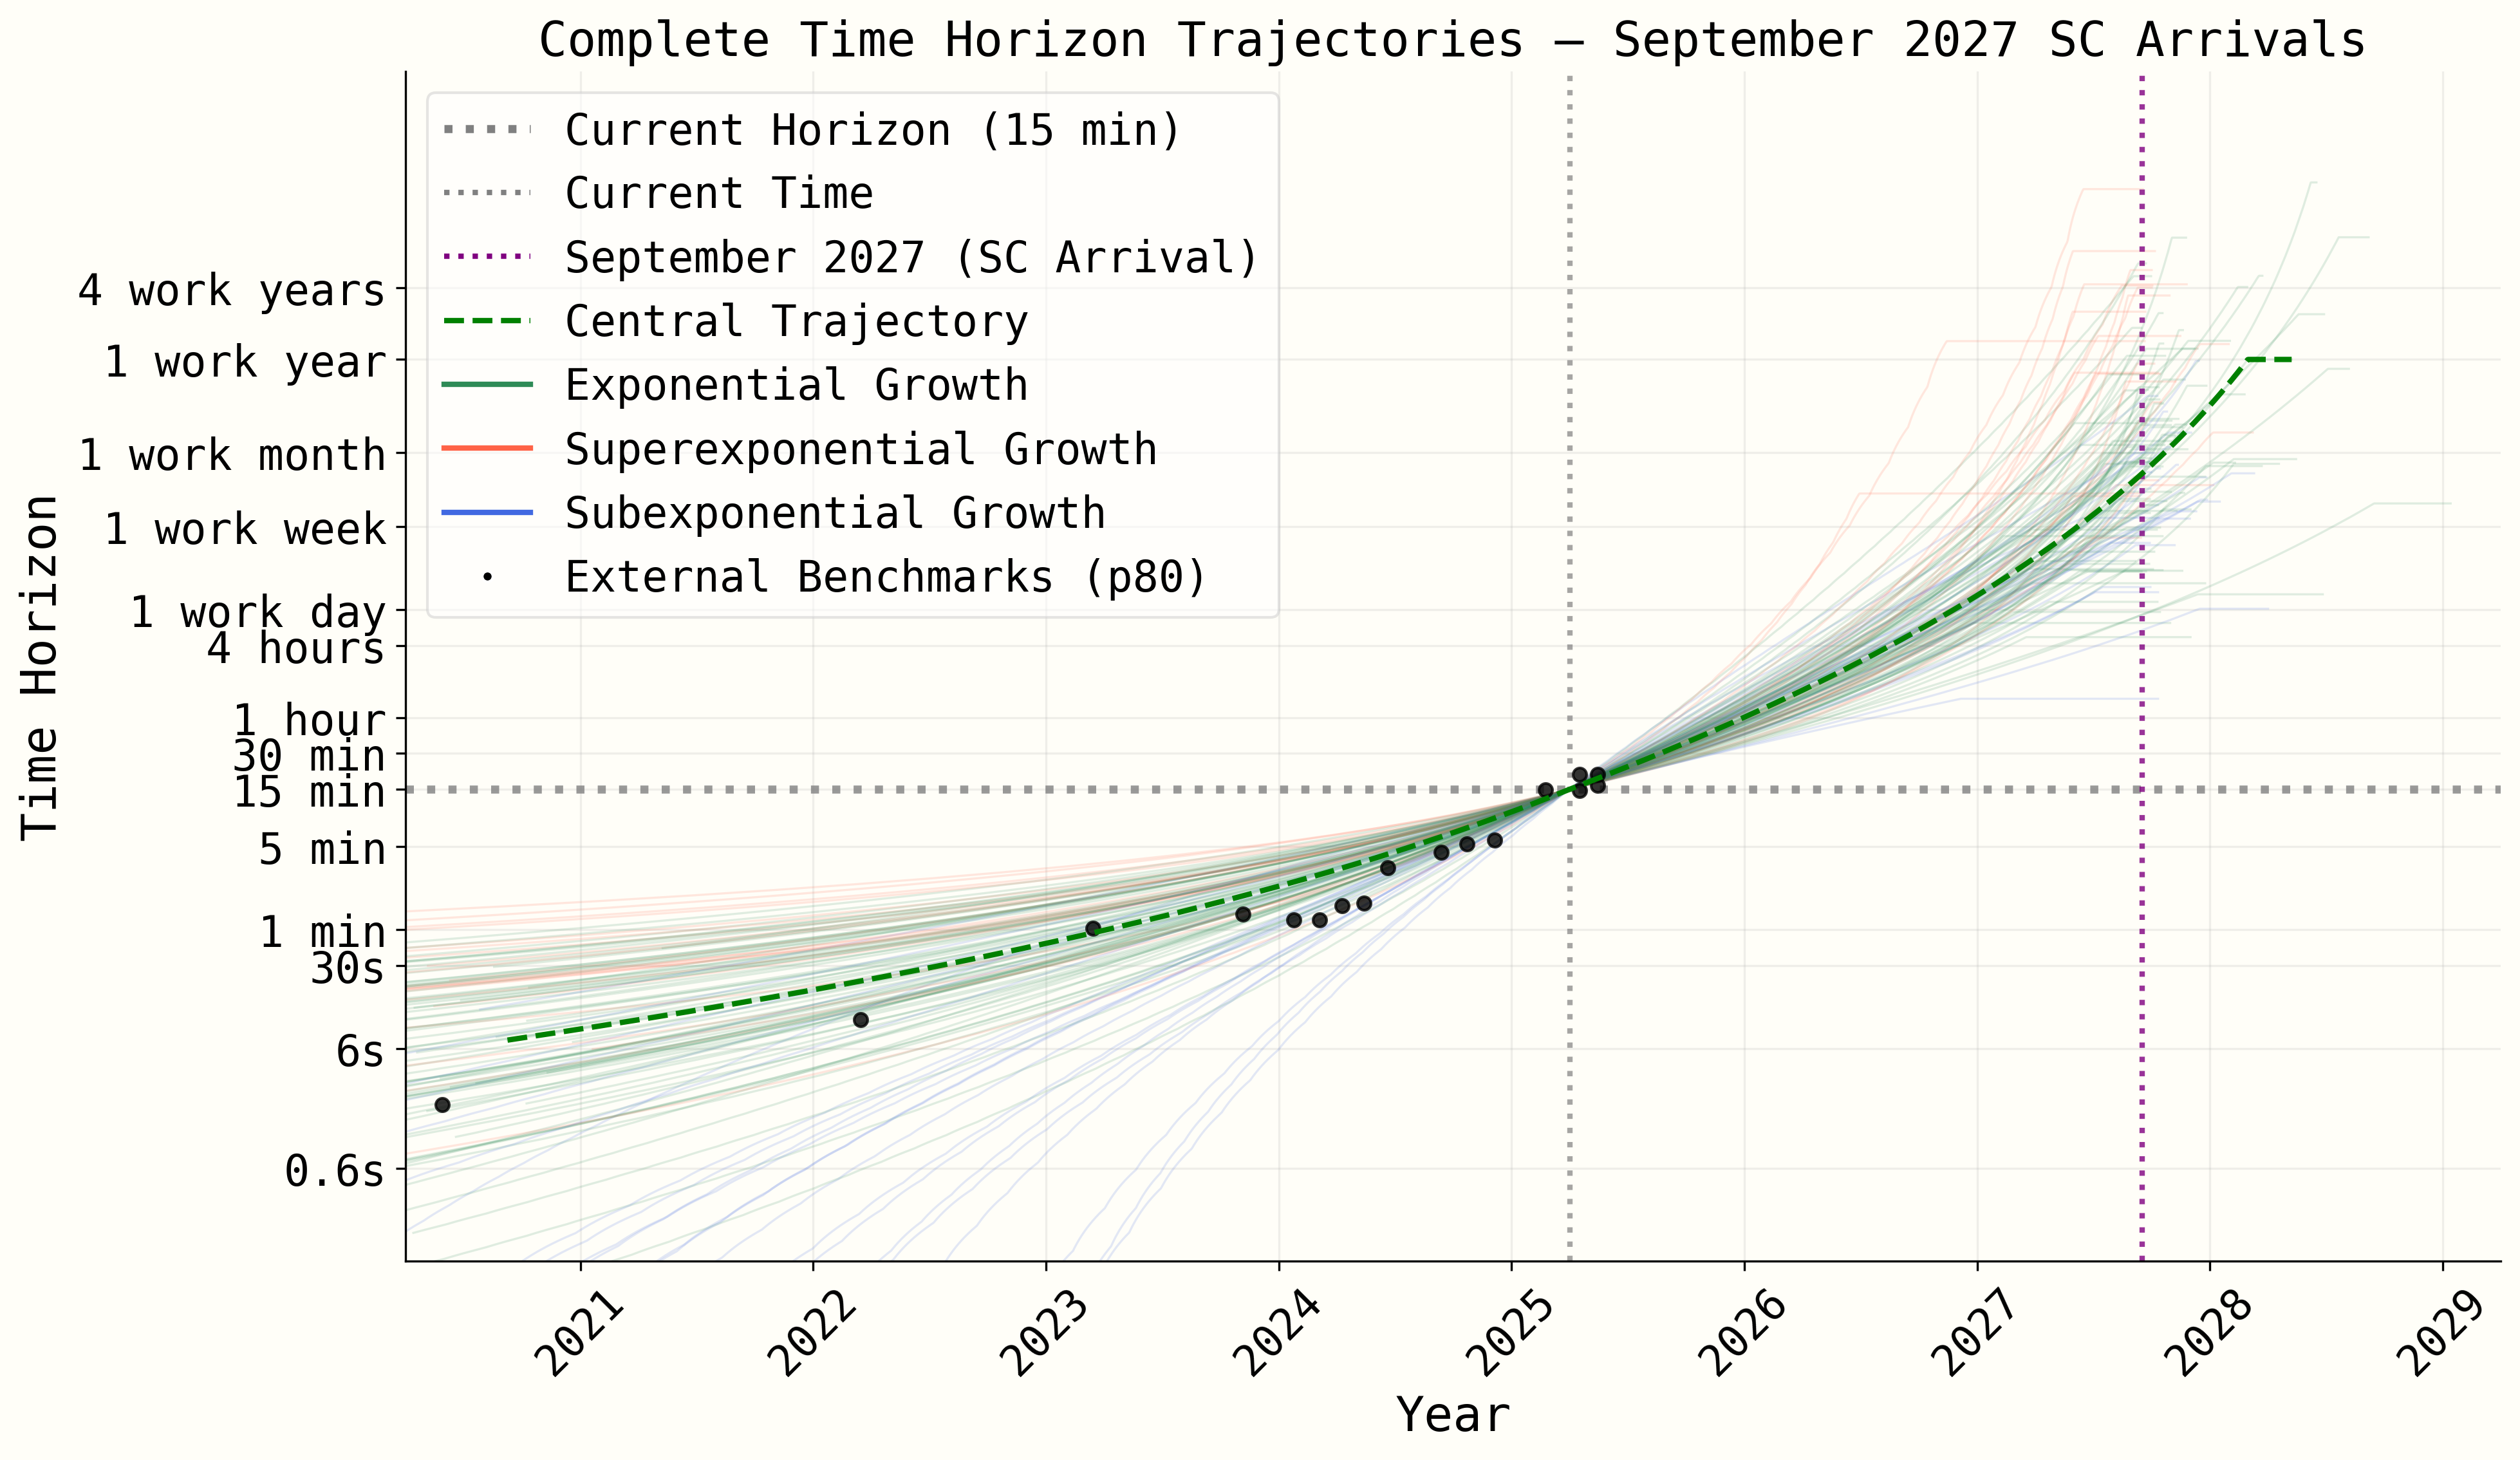 Complete Time Horizon Trajectories — September 2027 SC Arrivals
Current Horizon (15 min)
Current Time
September 2027 (SC Arrival)
Central Trajectory
Exponential Growth
Superexponential Growth
Subexponential Growth
External Benchmarks (p80)
Time Horizon
4 work years
1 work year
1 work month
1 work week
1 work day
4 hours
1 hour
30 min
15 min
5 min
1 min
30s
6s
0.6s
2021
2022
2023
2024
2025
2026
2027
2028
2029
Year